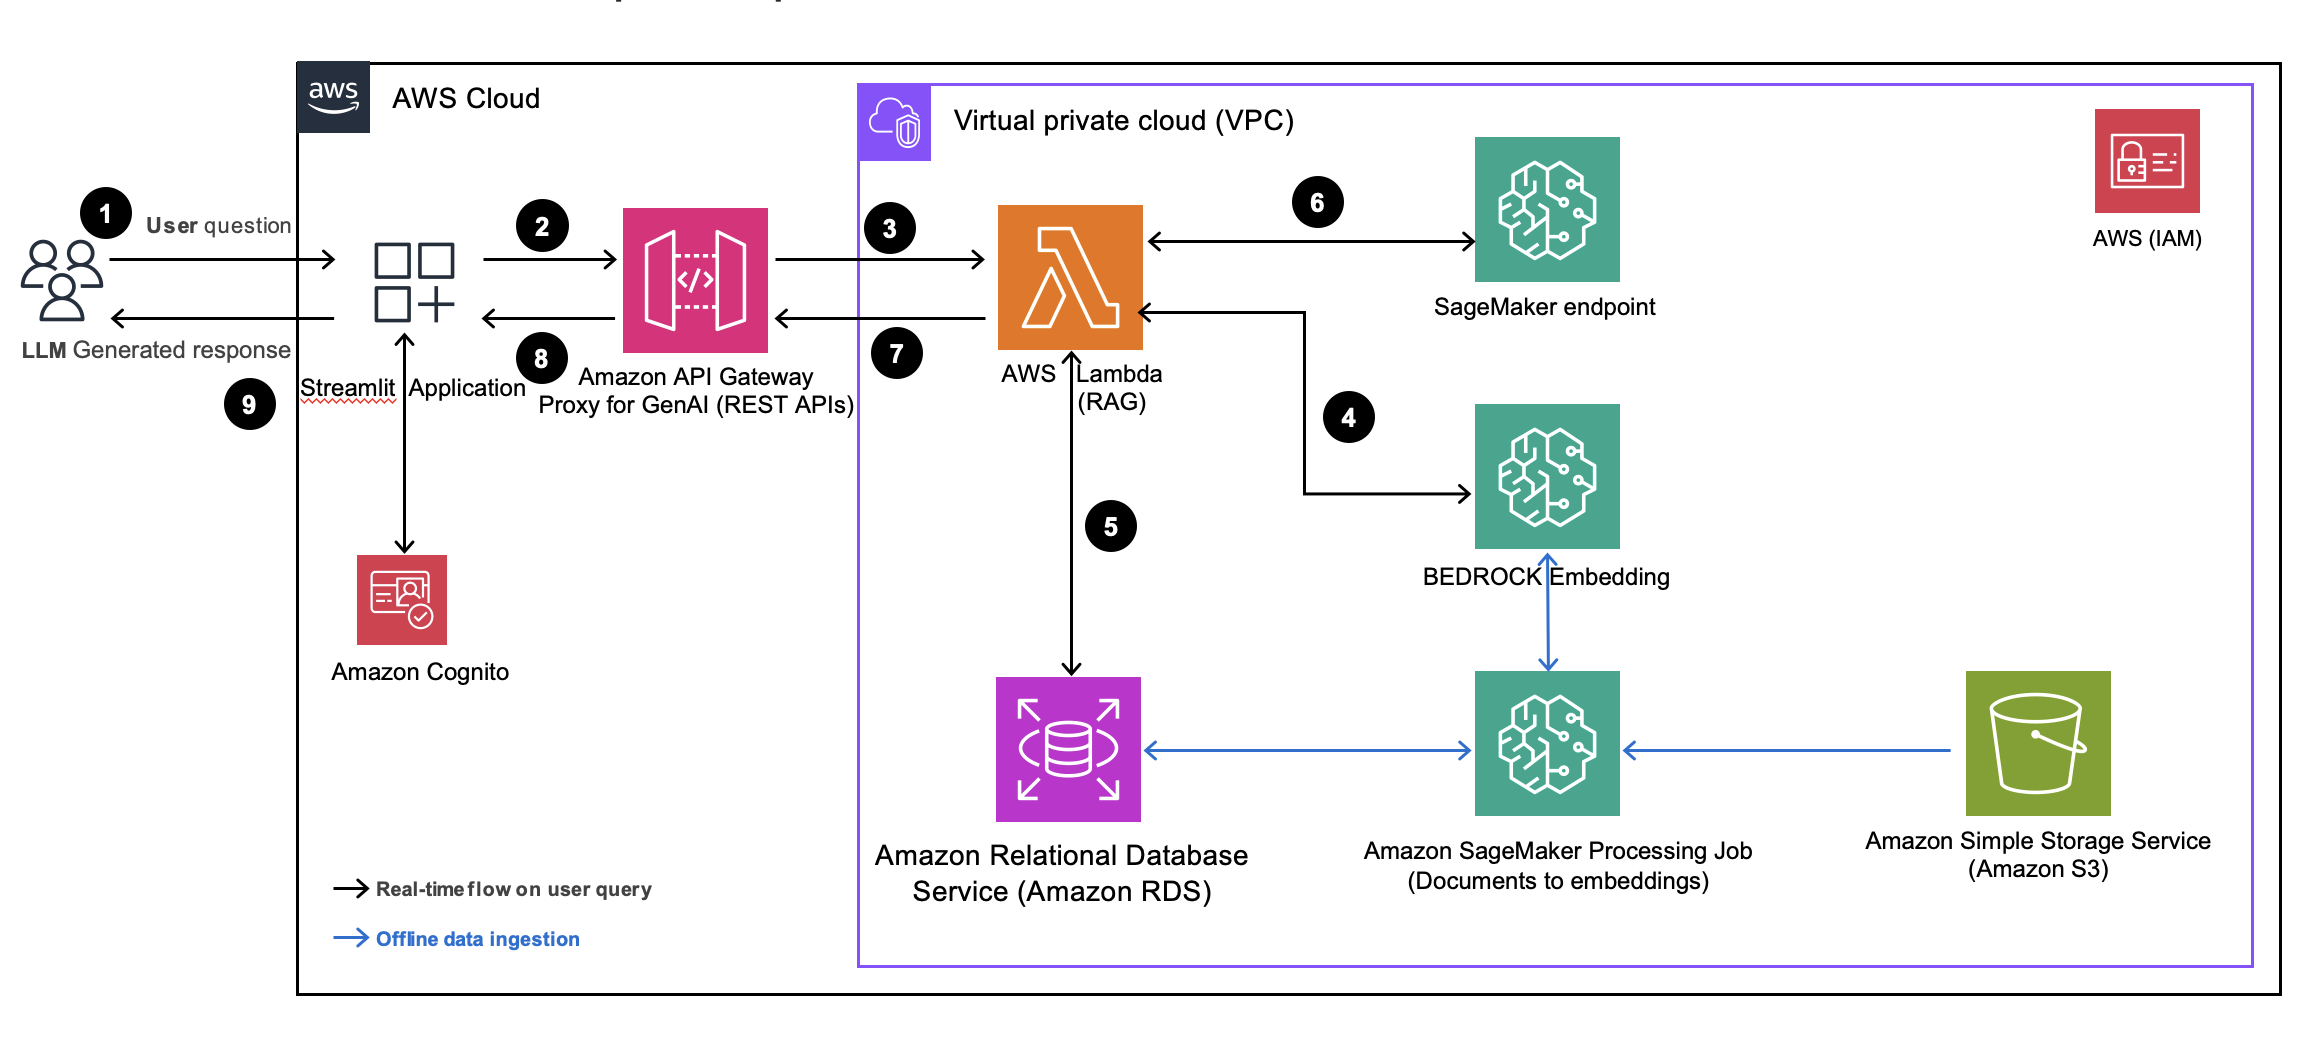 aws
AWS Cloud
Virtual private cloud (VPC)
1
User question
2
3
6
AWS (IAM)
SageMaker endpoint
LLM Generated response
9
Streamlit Application
8
Amazon API Gateway
Proxy for GenAI (REST APIs)
7
AWS Lambda
(RAG)
4
5
BEDROCK Embedding
Amazon Cognito
Amazon Relational Database
Service (Amazon RDS)
Amazon SageMaker Processing Job
(Documents to embeddings)
Amazon Simple Storage Service
(Amazon S3)
Real-time flow on user query
Offline data ingestion